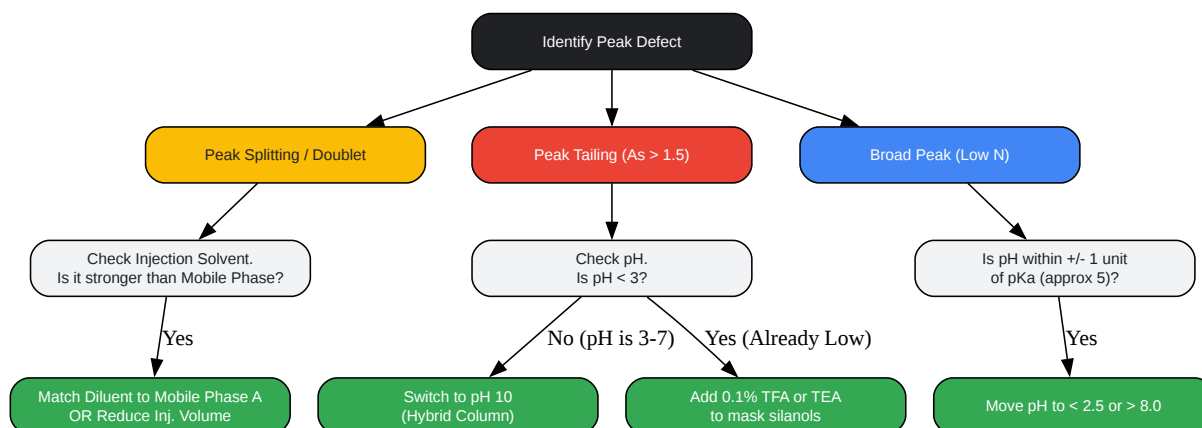 Identify Peak Defect
Peak Splitting / Doublet
Peak Tailing (As > 1.5)
Broad Peak (Low N)
Check Injection Solvent.
Is it stronger than Mobile Phase?
Check pH.
Is pH < 3?
Is pH within +/- 1 unit
of pKa (approx 5)?
Yes
No (pH is 3-7)
Yes (Already Low)
Yes
Match Diluent to Mobile Phase A
OR Reduce Inj. Volume
Switch to pH 10
(Hybrid Column)
Add 0.1% TFA or TEA
to mask silanols
Move pH to < 2.5 or > 8.0